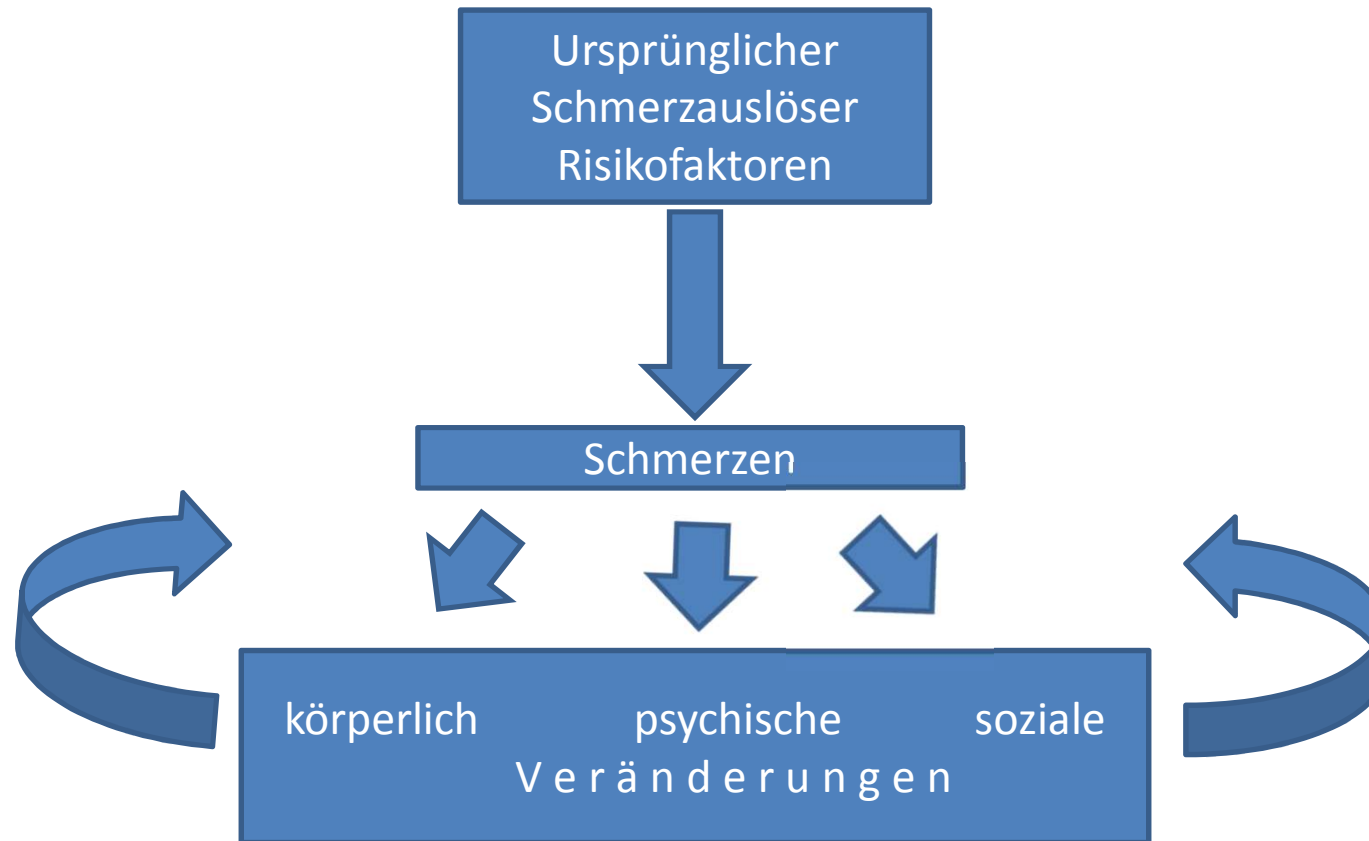 Ursprünglicher
Schmerzauslöser
Risikofaktoren
Schmerzen
körperlich psychische soziale
V e r ä n d e r u n g e n